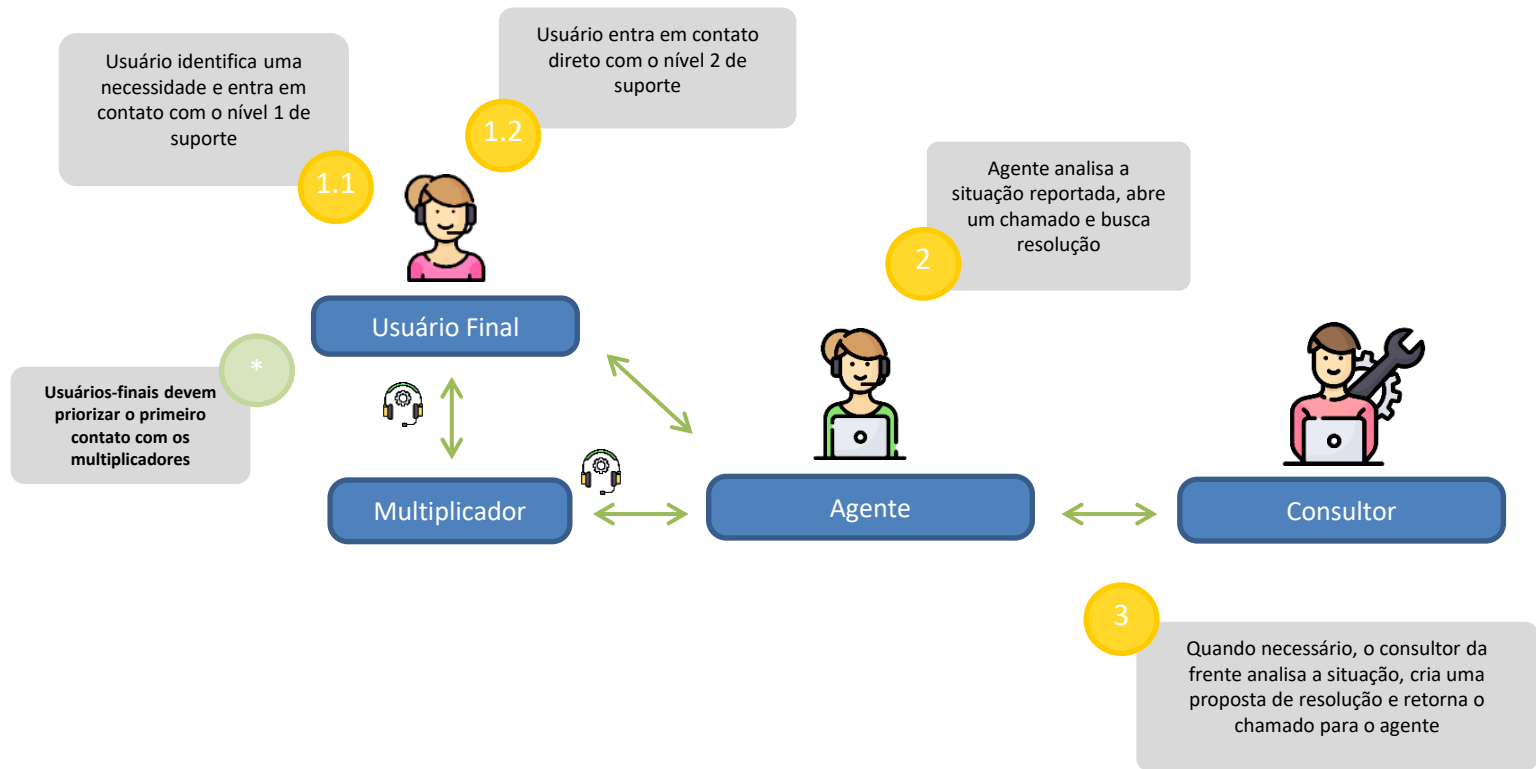 Usuário identifica uma
necessidade e entra em
contato com o nível 1 de
suporte
1.1
Usuário entra em contato
direto com o nível 2 de
suporte
1.2
Agente analisa a
situação reportada, abre
um chamado e busca
resolução
2
Usuário Final
*
Usuários-finais devem
priorizar o primeiro
contato com os
multiplicadores
Multiplicador
Agente
Consultor
3
Quando necessário, o consultor da
frente analisa a situação, cria uma
proposta de resolução e retorna o
chamado para o agente